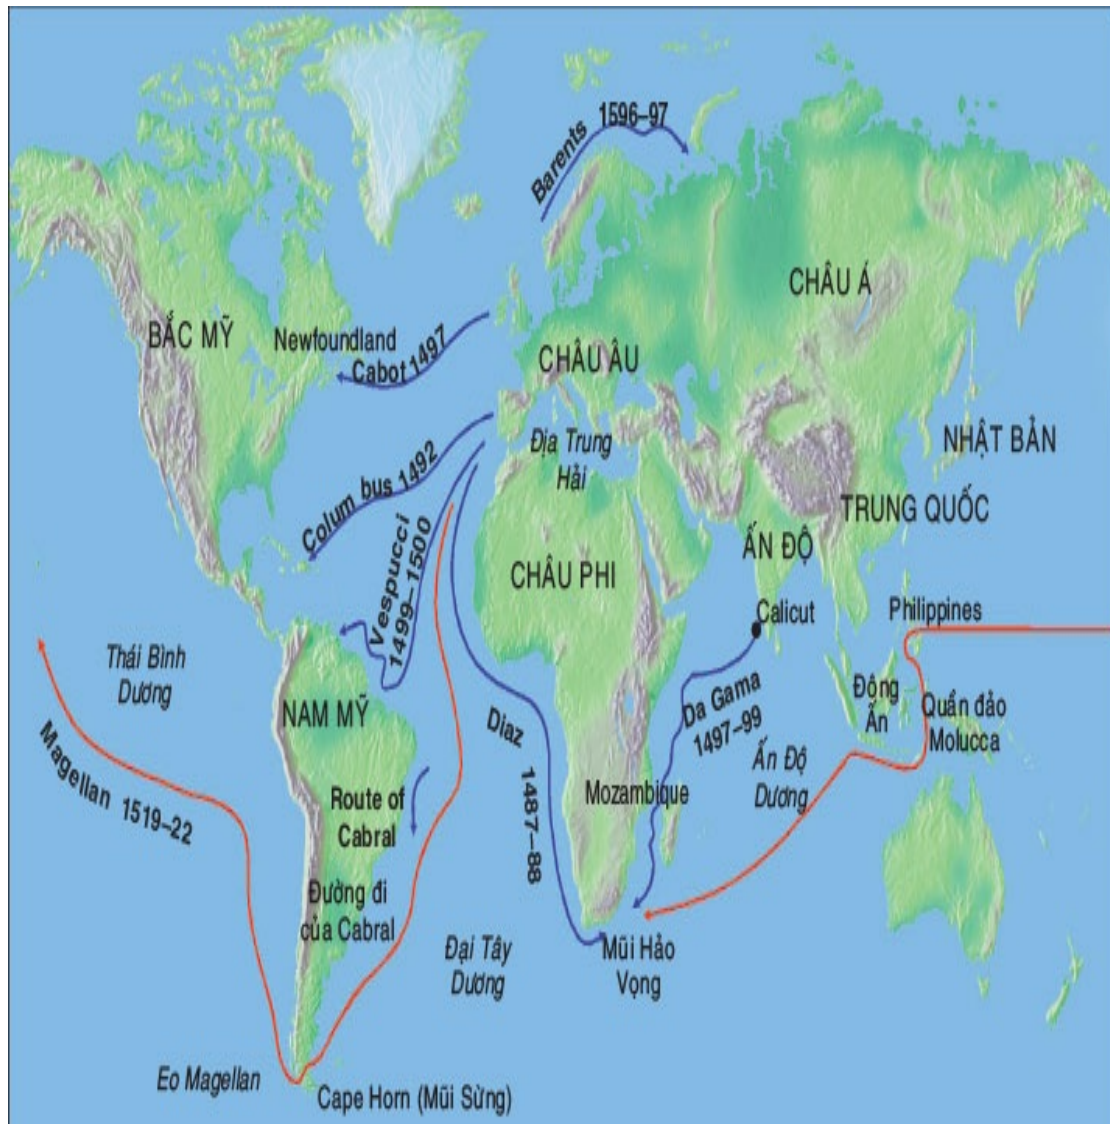 Barents 1596–97
CHÂU Á
BẮC MỸ
Newfoundland
Cabot 1497
CHÂU ÂU
Địa Trung
Hải
NHẬT BẢN
Colum bus 1492
TRUNG QUỐC
ẤN ĐỘ
Vespucci
1499–1500
CHÂU PHI
Calicut
Philippines
Thái Bình
Dương
NAM MỸ
Diaz 1487–88
Da Gama
1497–99
Đông
Ấn
Quần đảo
Molucca
Magellan 1519–22
Ấn Độ
Dương
Mozambique
Route of
Cabral
Đường đi
của Cabral
Đại Tây
Dương
Mũi Hảo
Vọng
Eo Magellan
Cape Horn (Mũi Sừng)